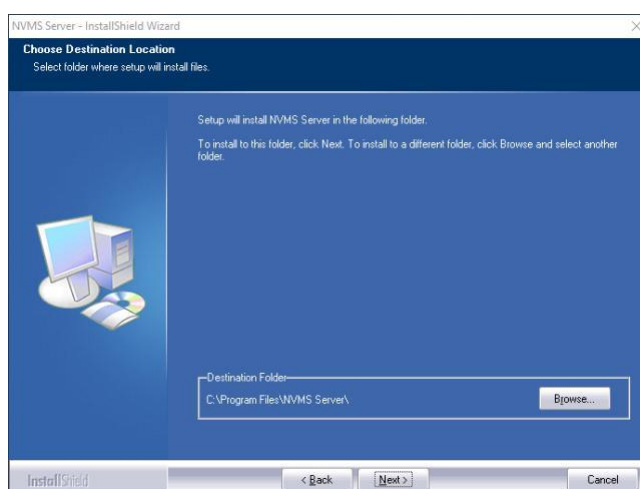 NVMS Server - InstallShield Wizard
Choose Destination Location
Select folder where setup will install files.
Setup will install NVMS Server in the following folder.
To install to this folder, click Next. To install to a different folder, click Browse and select another
folder.
Destination Folder
C:\Program Files\NVMS Server\
Browse...
InstallShield
< Back
Next >
Cancel